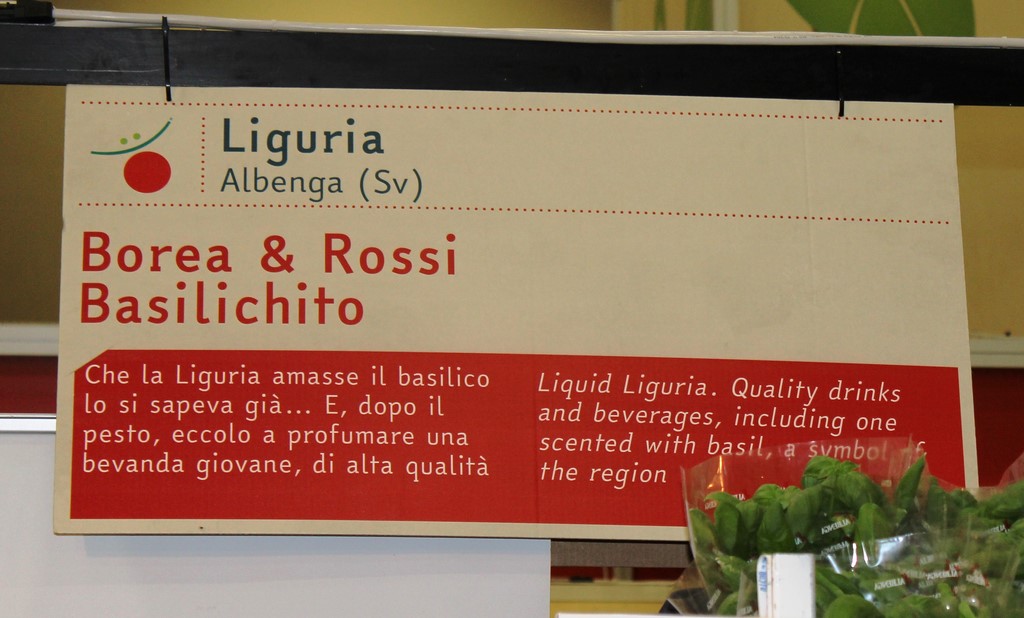 Liguria
Albenga (Sv)
Borea & Rossi
Basilichito
Che la Liguria amasse il basilico
lo si sapeva già... E, dopo il
pesto, eccolo a profumare una
bevanda giovane, di alta qualità
Liquid Liguria. Quality drinks
and beverages, including one
scented with basil, a symbol of
the region